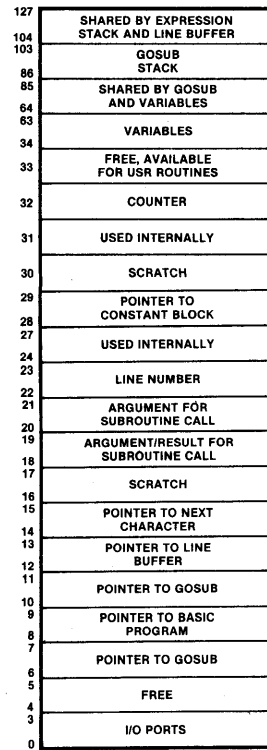 127
SHARED BY EXPRESSION
STACK AND LINE BUFFER
104
103
GOSUB
STACK
86
85
SHARED BY GOSUB
AND VARIABLES
64
63
VARIABLES
34
33
FREE, AVAILABLE
FOR USR ROUTINES
32
COUNTER
31
USED INTERNALLY
30
SCRATCH
29
POINTER TO
CONSTANT BLOCK
28
27
USED INTERNALLY
24
23
LINE NUMBER
22
21
ARGUMENT FOR
SUBROUTINE CALL
20
19
ARGUMENT/RESULT FOR
SUBROUTINE CALL
18
17
SCRATCH
16
15
POINTER TO NEXT
CHARACTER
14
13
POINTER TO LINE
BUFFER
12
11
POINTER TO GOSUB
10
9
POINTER TO BASIC
PROGRAM
8
7
POINTER TO GOSUB
6
5
FREE
4
3
I/O PORTS
0